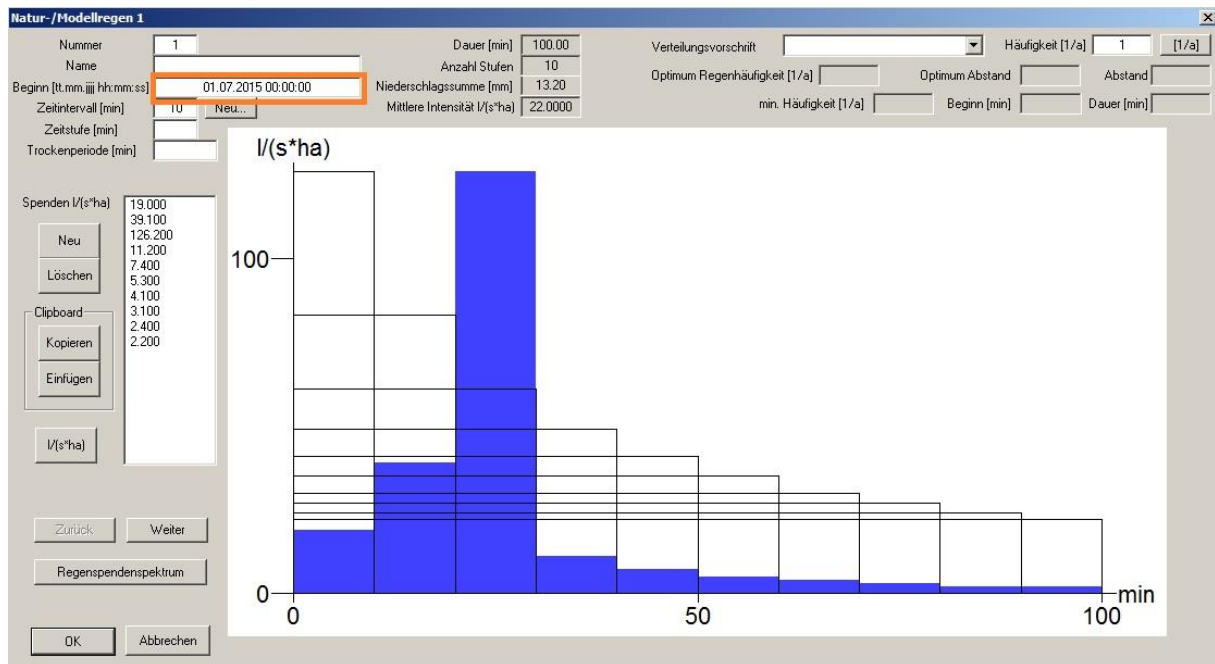 Natur-/Modellregen 1
Nummer 1 Dauer [min] 100.00 Verteilungsvorschrift Häufigkeit [1/a] 1 [1/a]
Name Anzahl Stufen 10 Optimum Regenhäufigkeit [1/a] Optimum Abstand Abstand
Beginn [tt.mm.jjjj hh:mm:ss] 01.07.2015 00:00:00 Niederschlagssumme [mm] 13.20
Zeitintervall [min] 10 Neu... Mittlere Intensität l/(s*ha) 22.0000 min. Häufigkeit [1/a] Beginn [min] Dauer [min]
Zeitstufe [min]
Trockenperiode [min]
Spenden l/(s*ha)
19.000
39.100
126.200
11.200
7.400
5.300
4.100
3.100
2.400
2.200
Neu
Löschen
Clipboard
Kopieren
Einfügen
l/(s*ha)
Zurück Weiter
Regenspendenspektrum
OK Abbrechen
l/(s*ha)
100
0
0 50 100 min